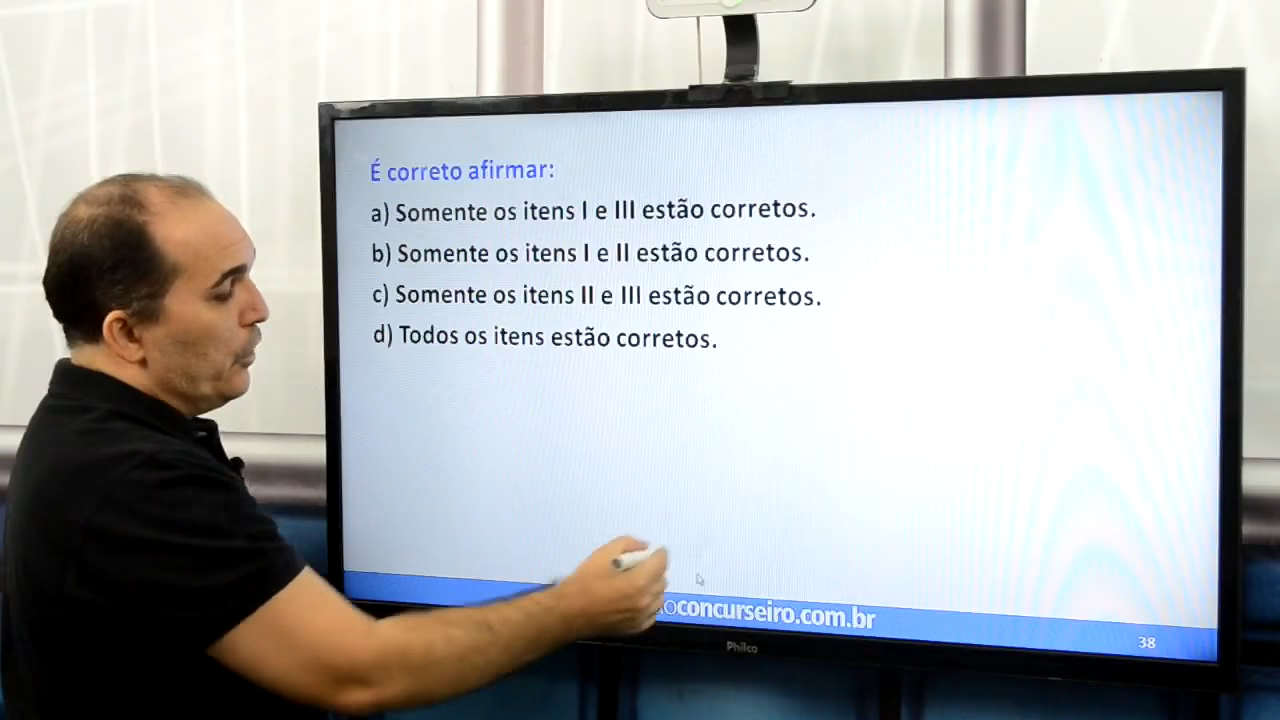 É correto afirmar:
a) Somente os itens I e III estão corretos.
b) Somente os itens I e II estão corretos.
c) Somente os itens II e III estão corretos.
d) Todos os itens estão corretos.
oconcurseiro.com.br
38
Philco